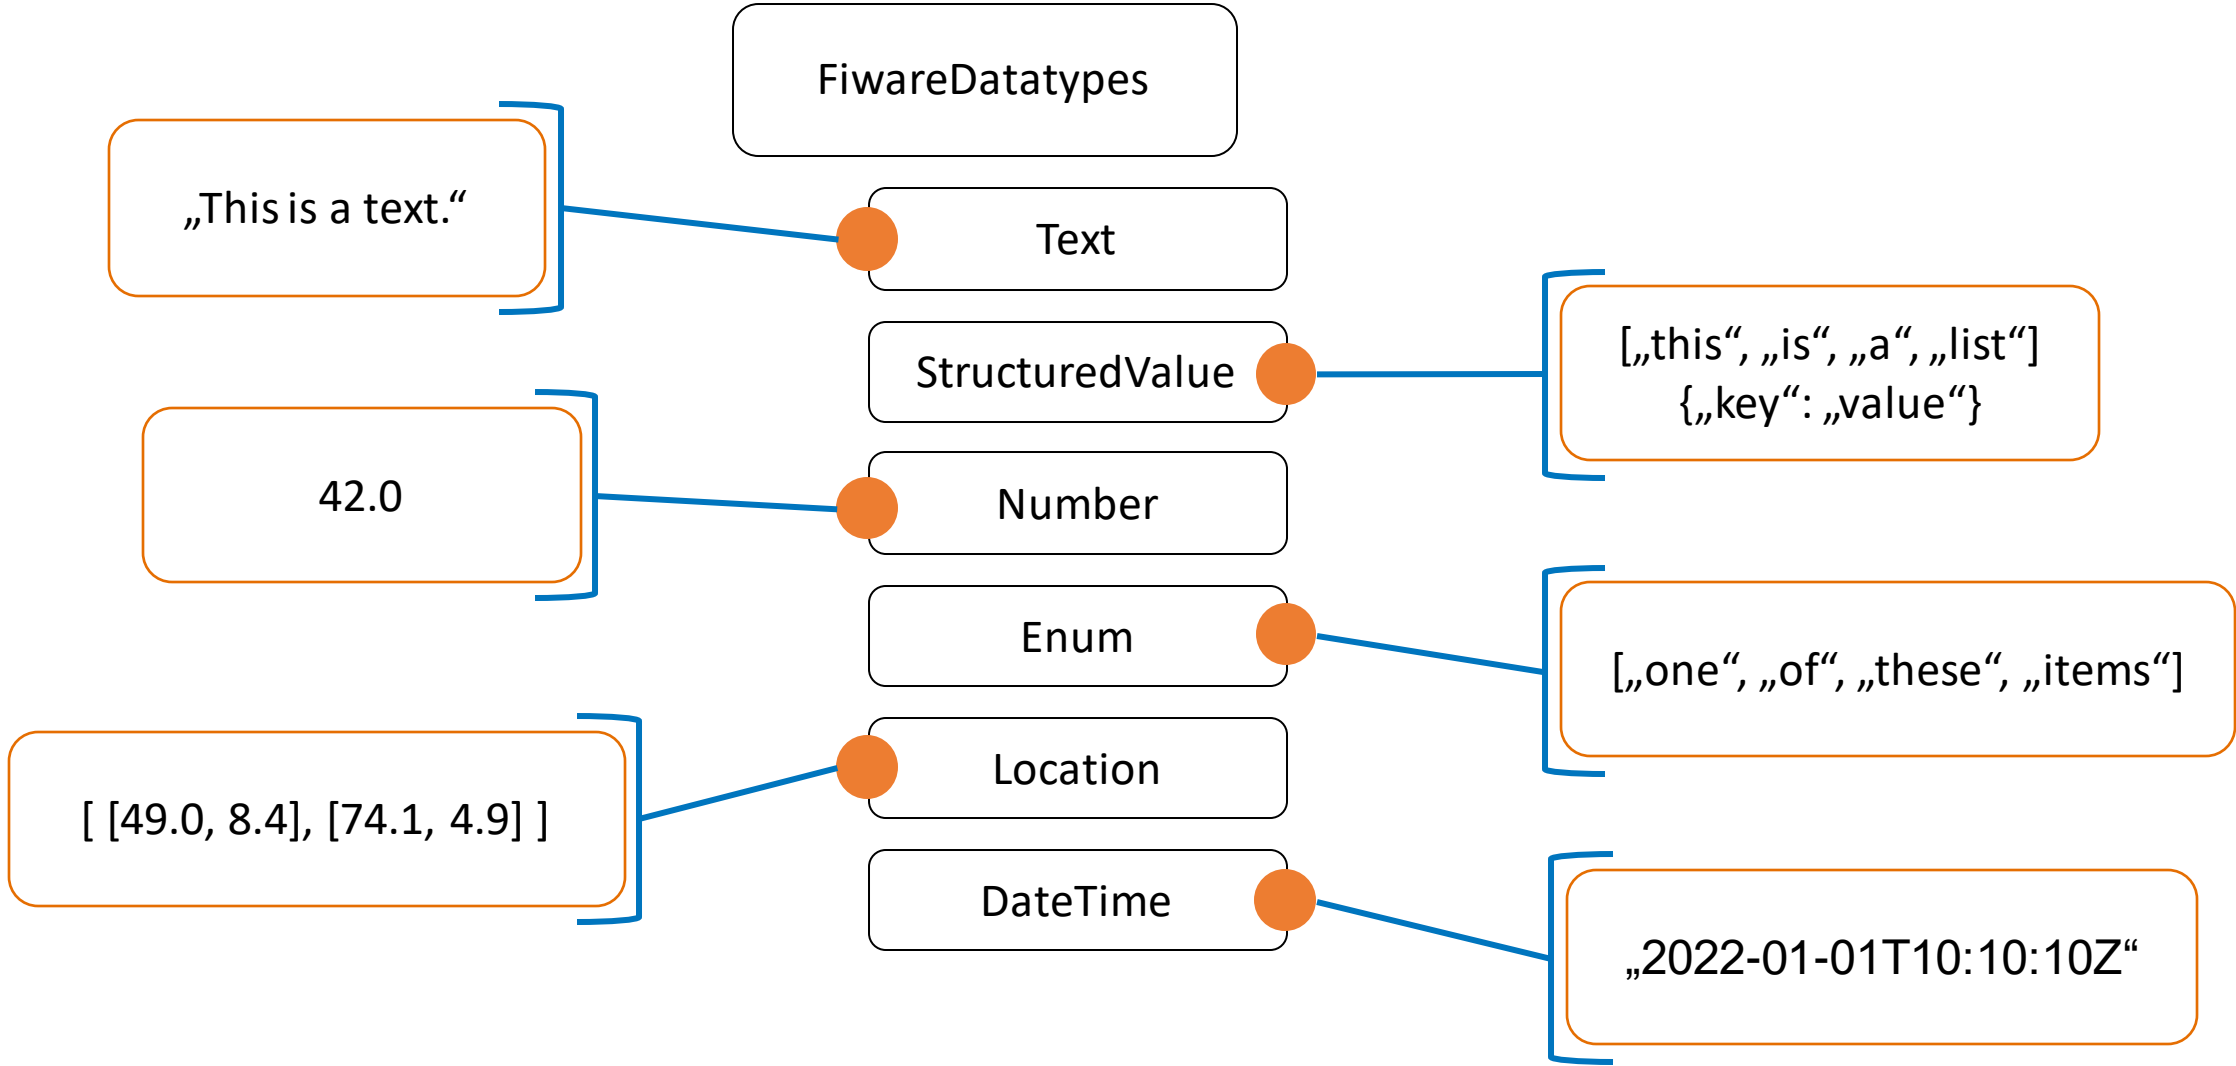 FiwareDatatypes
„This is a text.“
Text
StructuredValue
[„this“, „is“, „a“, „list“]
{„key“: „value“}
42.0
Number
Enum
[„one“, „of“, „these“, „items“]
Location
[ [49.0, 8.4], [74.1, 4.9] ]
DateTime
„2022-01-01T10:10:10Z“